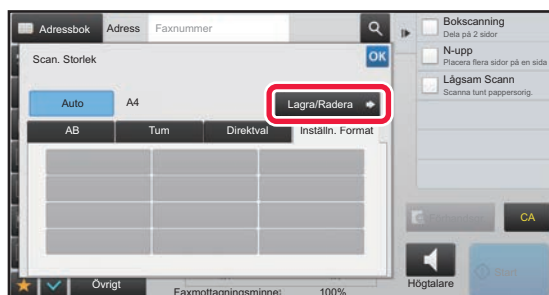 Adressbok Adress Faxnummer
Scan. Storlek OK
Auto A4 Lagra/Radera
AB Tum Direktval Inställn. Format
Bokscanning
Dela på 2 sidor
N-upp
Placera flera sidor på en sida
Lågsam Scann
Scanna tunt pappersorig.
CA
Högtalare
Start
Övrigt
Faxmottagningsminne: 100%